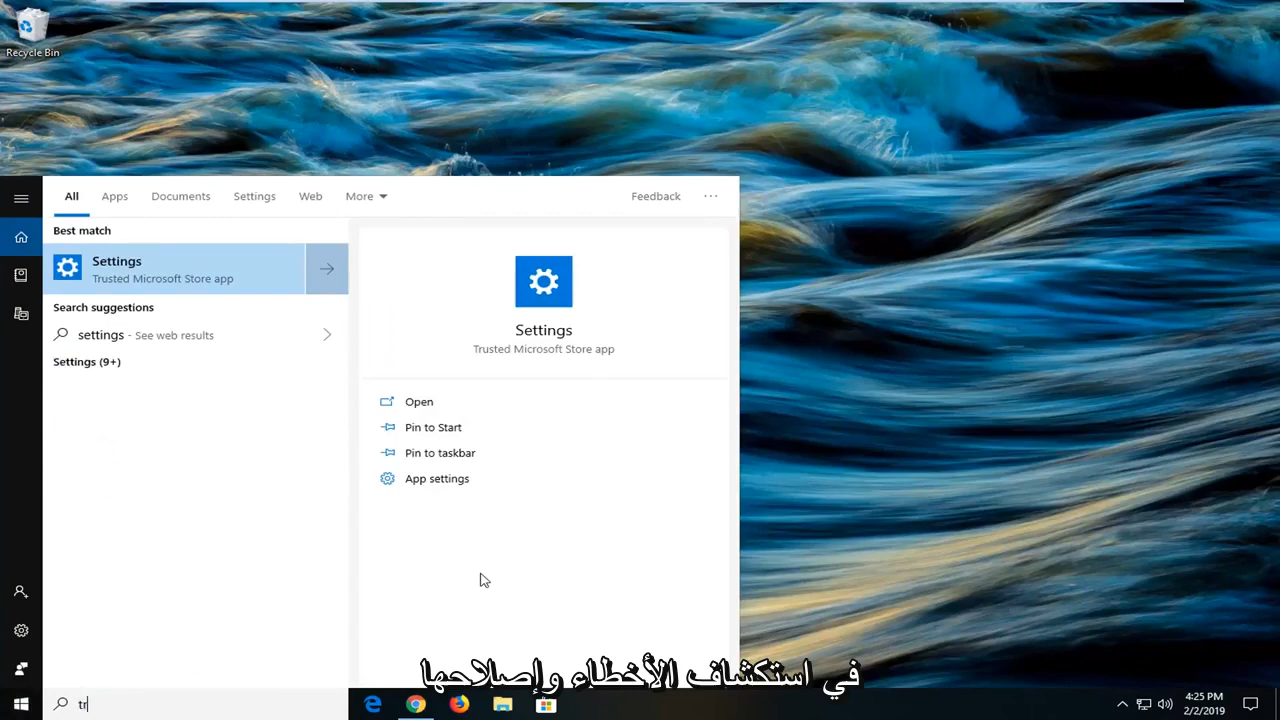 Recycle Bin
All Apps Documents Settings Web More Feedback ...
Best match
Settings
Trusted Microsoft Store app
Search suggestions
settings - See web results
Settings (9+)
Settings
Trusted Microsoft Store app
Open
Pin to Start
Pin to taskbar
App settings
في استكشاف الأخطاء وإصلاحها
tr
4:25 PM
2/2/2019